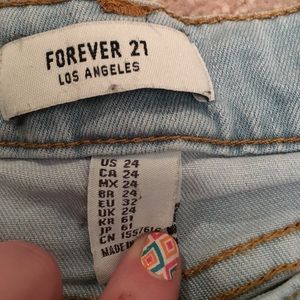 FOREVER 21
LOS ANGELES
US 24
CA 24
MX 24
BR 24
EU 32
UK 24
KR 61
JP 61
CN 155/61
MADE IN